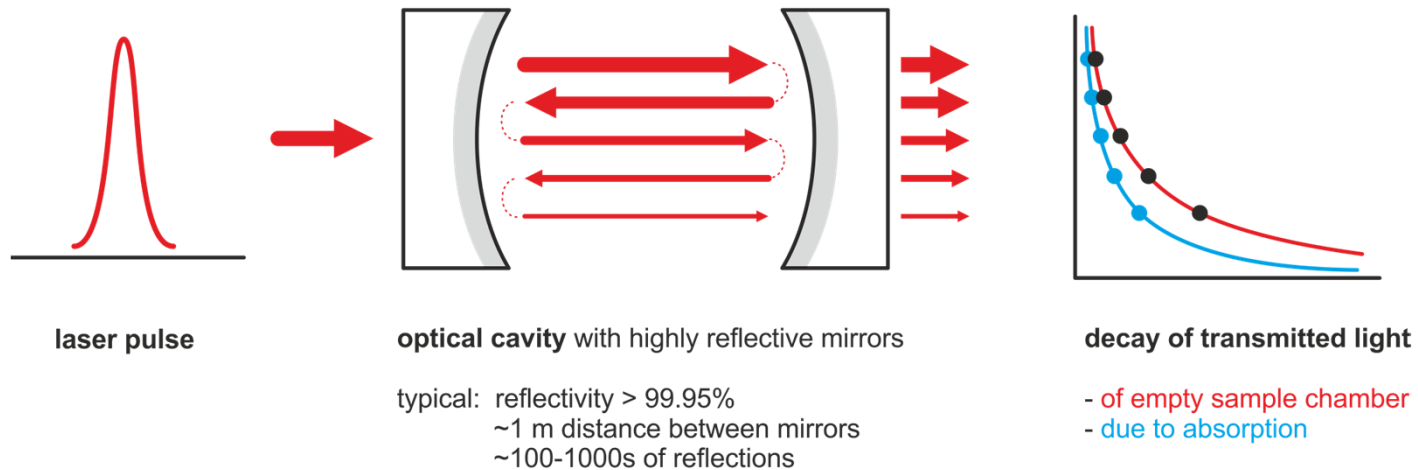 laser pulse
optical cavity with highly reflective mirrors
typical: reflectivity > 99.95%
~1 m distance between mirrors
~100-1000s of reflections
decay of transmitted light
- of empty sample chamber
- due to absorption